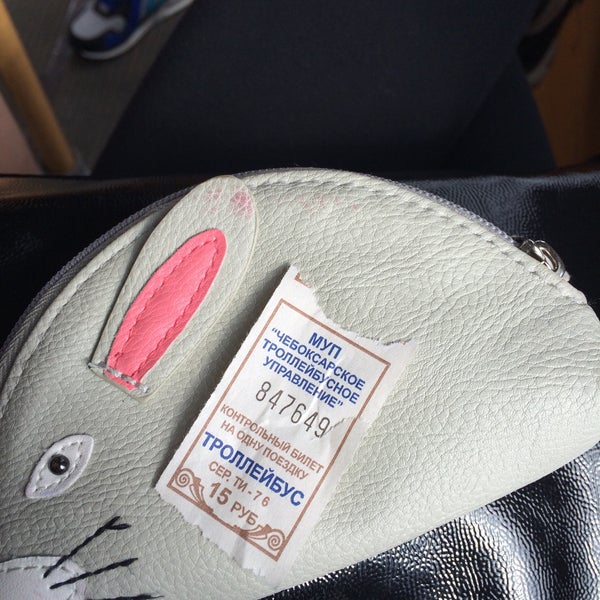 МУП
"ЧЕБОКСАРСКОЕ
ТРОЛЛЕЙБУСНОЕ
УПРАВЛЕНИЕ"
847649
КОНТРОЛЬНЫЙ БИЛЕТ
НА ОДНУ ПОЕЗДКУ
ТРОЛЛЕЙБУС
СЕР. ТИ - 76
15 РУБ